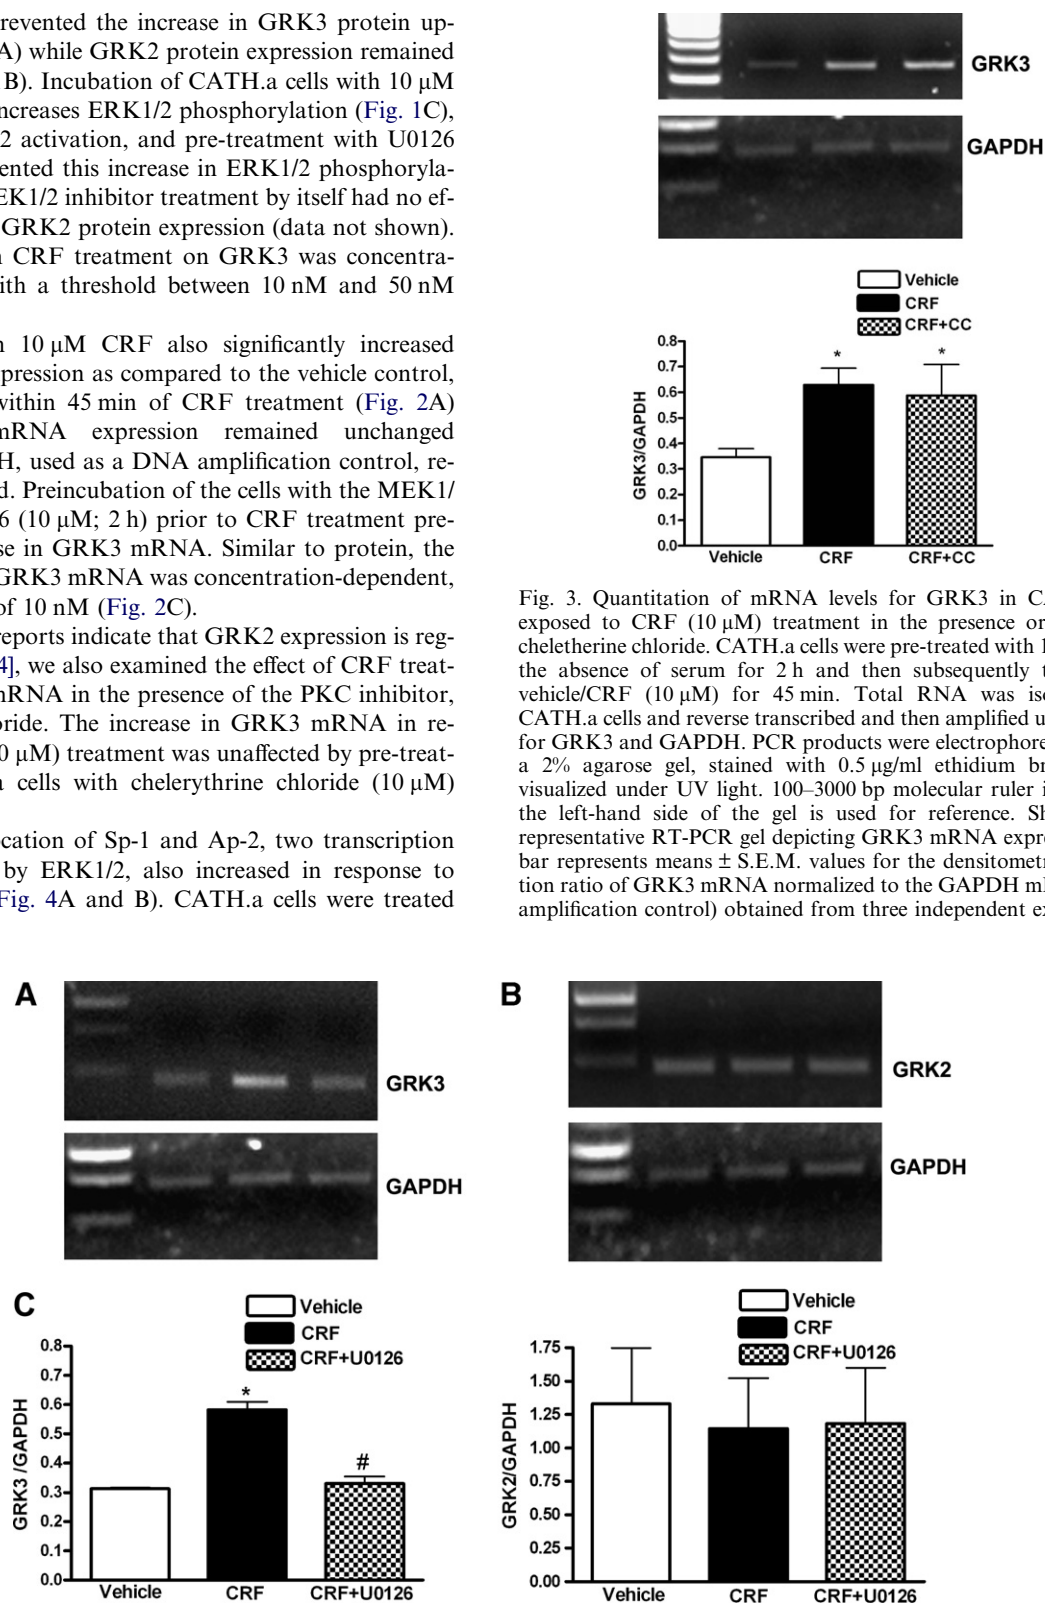 revented the increase in GRK3 protein up-
A) while GRK2 protein expression remained
B). Incubation of CATH.a cells with 10 μM
ncreases ERK1/2 phosphorylation (Fig. 1C),
2 activation, and pre-treatment with U0126
ented this increase in ERK1/2 phosphoryla-
EK1/2 inhibitor treatment by itself had no ef-
GRK2 protein expression (data not shown).
CRF treatment on GRK3 was concentra-
ith a threshold between 10 nM and 50 nM
10 μM CRF also significantly increased
pression as compared to the vehicle control,
within 45 min of CRF treatment (Fig. 2A)
mRNA expression remained unchanged
H, used as a DNA amplification control, re-
d. Preincubation of the cells with the MEK1/
6 (10 μM; 2 h) prior to CRF treatment pre-
se in GRK3 mRNA. Similar to protein, the
GRK3 mRNA was concentration-dependent,
of 10 nM (Fig. 2C).
reports indicate that GRK2 expression is reg-
4], we also examined the effect of CRF treat-
mRNA in the presence of the PKC inhibitor,
oride. The increase in GRK3 mRNA in re-
0 μM) treatment was unaffected by pre-treat-
a cells with chelerythrine chloride (10 μM)
cation of Sp-1 and Ap-2, two transcription
by ERK1/2, also increased in response to
Fig. 4A and B). CATH.a cells were treated
GRK3
GAPDH
Vehicle
CRF
CRF+CC
GRK3/GAPDH
0.8
0.7
0.6
0.5
0.4
0.3
0.2
0.1
0.0
* *
Vehicle CRF CRF+CC
Fig. 3. Quantitation of mRNA levels for GRK3 in CA
exposed to CRF (10 μM) treatment in the presence or
cheletherine chloride. CATH.a cells were pre-treated with 1
the absence of serum for 2 h and then subsequently t
vehicle/CRF (10 μM) for 45 min. Total RNA was iso
CATH.a cells and reverse transcribed and then amplified u
for GRK3 and GAPDH. PCR products were electrophore
a 2% agarose gel, stained with 0.5 μg/ml ethidium br
visualized under UV light. 100–3000 bp molecular ruler i
the left-hand side of the gel is used for reference. Sh
representative RT-PCR gel depicting GRK3 mRNA expre
bar represents means ± S.E.M. values for the densitometr
tion ratio of GRK3 mRNA normalized to the GAPDH m
amplification control) obtained from three independent ex
A
GRK3
GAPDH
B
GRK2
GAPDH
C
Vehicle
CRF
CRF+U0126
GRK3 /GAPDH
0.8
0.7
0.6
0.5
0.4
0.3
0.2
0.1
0.0
* #
Vehicle CRF CRF+U0126
Vehicle
CRF
CRF+U0126
GRK2/GAPDH
1.75
1.50
1.25
1.00
0.75
0.50
0.25
0.00
Vehicle CRF CRF+U0126